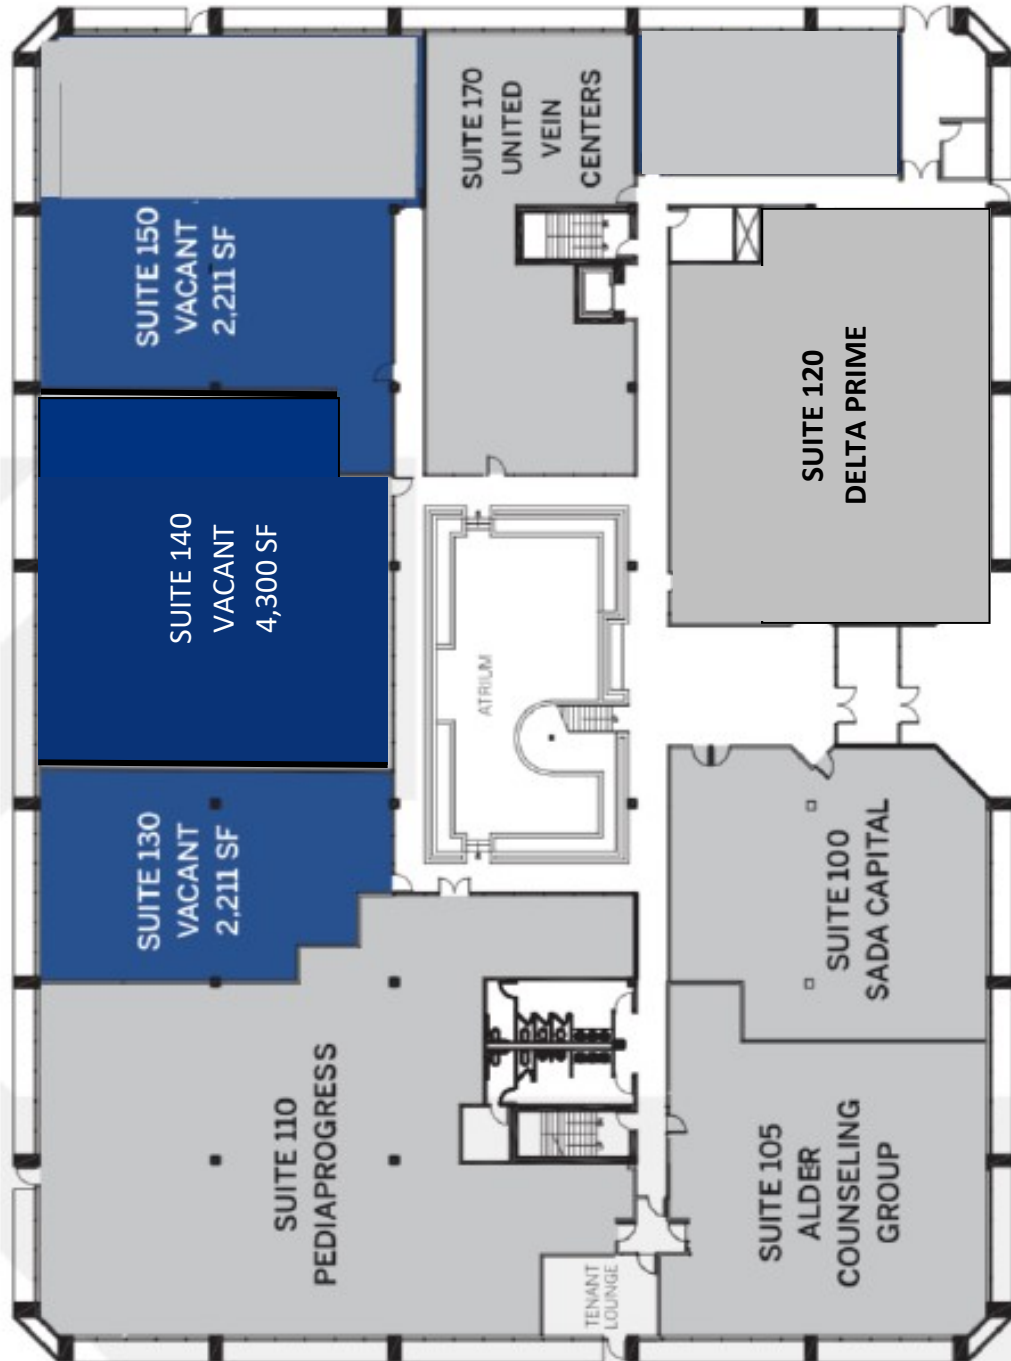 SUITE 150
VACANT
2,211 SF
SUITE 170
UNITED
VEIN
CENTERS
SUITE 140
VACANT
4,300 SF
SUITE 120
DELTA PRIME
ATRIUM
SUITE 130
VACANT
2,211 SF
SUITE 100
SADA CAPITAL
SUITE 110
PEDIAPROGRESS
SUITE 105
ALDER
COUNSELING
GROUP
TENANT
LOUNGE